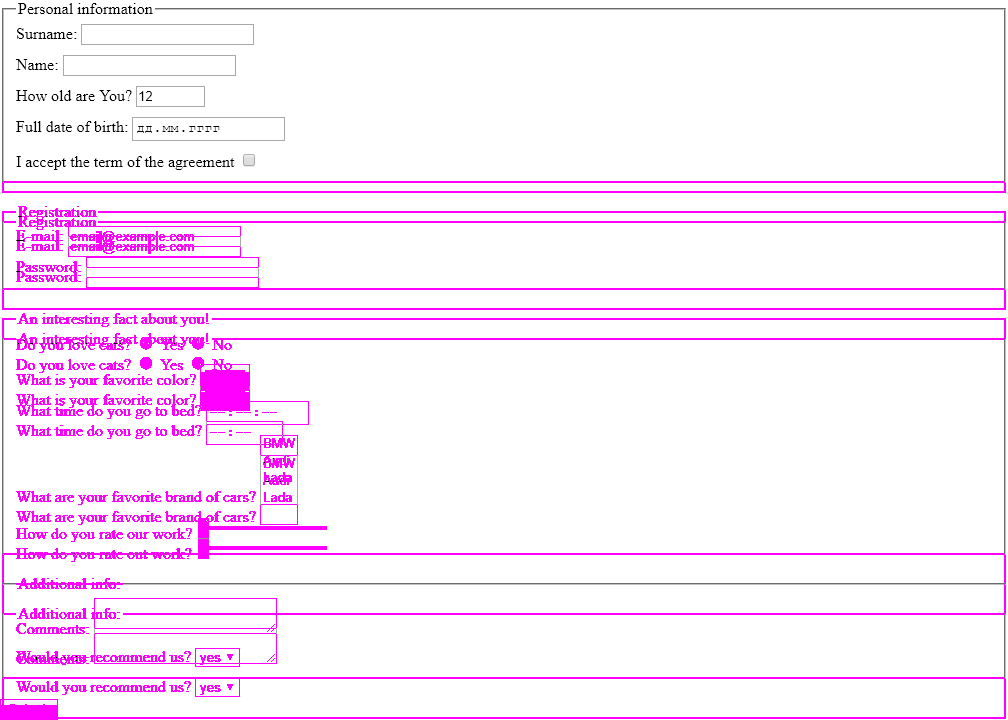 Personal information
Surname:
Name:
How old are You? 12
Full date of birth: дд.мм.гггг
I accept the term of the agreement
Registration
Registration
E-mail: email@example.com
E-mail: email@example.com
Password:
Password:
An interesting fact about you!
An interesting fact about you!
Do you love cats? Yes No
Do you love cats? Yes No
What is your favorite color?
What is your favorite color?
What time do you go to bed? --:--:--
What time do you go to bed? --:--
BMW
Audi
BMW
Lada
Audi
What are your favorite brand of cars? Lada
What are your favorite brand of cars?
How do you rate our work?
How do you rate out work?
Additional info:
Additional info:
Comments:
Would you recommend us? yes
Comments:
Would you recommend us? yes